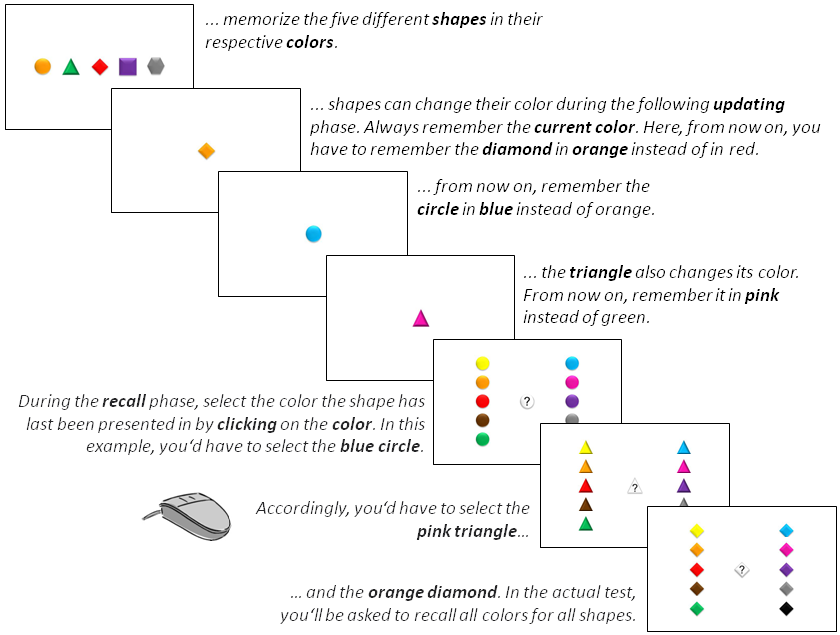 ... memorize the five different shapes in their
respective colors.
... shapes can change their color during the following updating
phase. Always remember the current color. Here, from now on, you
have to remember the diamond in orange instead of in red.
... from now on, remember the
circle in blue instead of orange.
... the triangle also changes its color.
From now on, remember it in pink
instead of green.
During the recall phase, select the color the shape has
last been presented in by clicking on the color. In this
example, you‘d have to select the blue circle.
?
Accordingly, you‘d have to select the
pink triangle...
?
... and the orange diamond. In the actual test,
you‘ll be asked to recall all colors for all shapes.
?